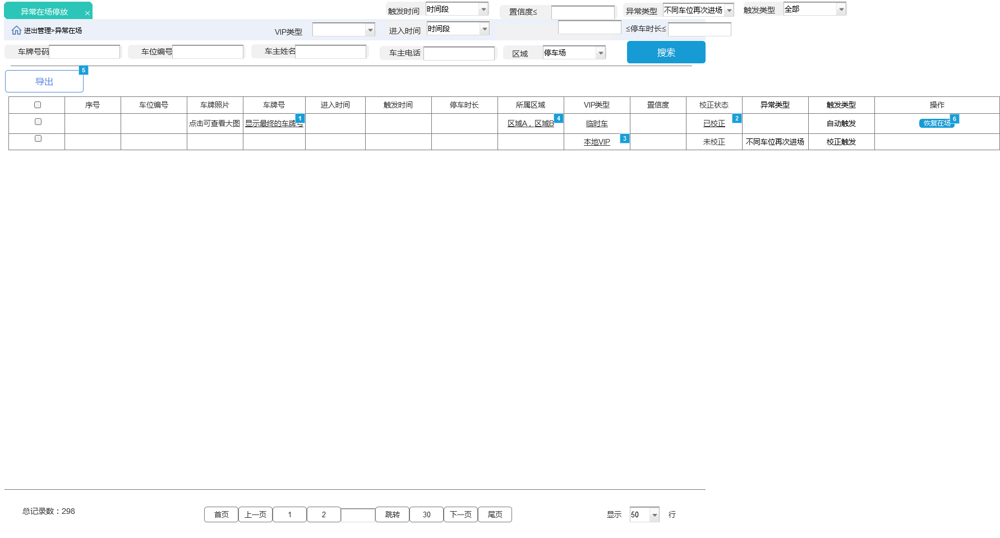 异常在场停放 ×
触发时间 时间段 置信度≤ 异常类型 不同车位再次进场 触发类型 全部
进出管理>异常在场 VIP类型 进入时间 时间段 ≤停车时长≤
车牌号码 车位编号 车主姓名 车主电话 区域 停车场 搜索
导出 5
序号 车位编号 车牌照片 车牌号 进入时间 触发时间 停车时长 所属区域 VIP类型 置信度 校正状态 异常类型 触发类型 操作
点击可查看大图 显示最终的车牌号 1 区域A，区域B 4 临时车 已校正 2 自动触发 恢复在场 6
本地VIP 3 未校正 不同车位再次进场 校正触发
总记录数：298 首页 上一页 1 2 跳转 30 下一页 尾页 显示 50 行